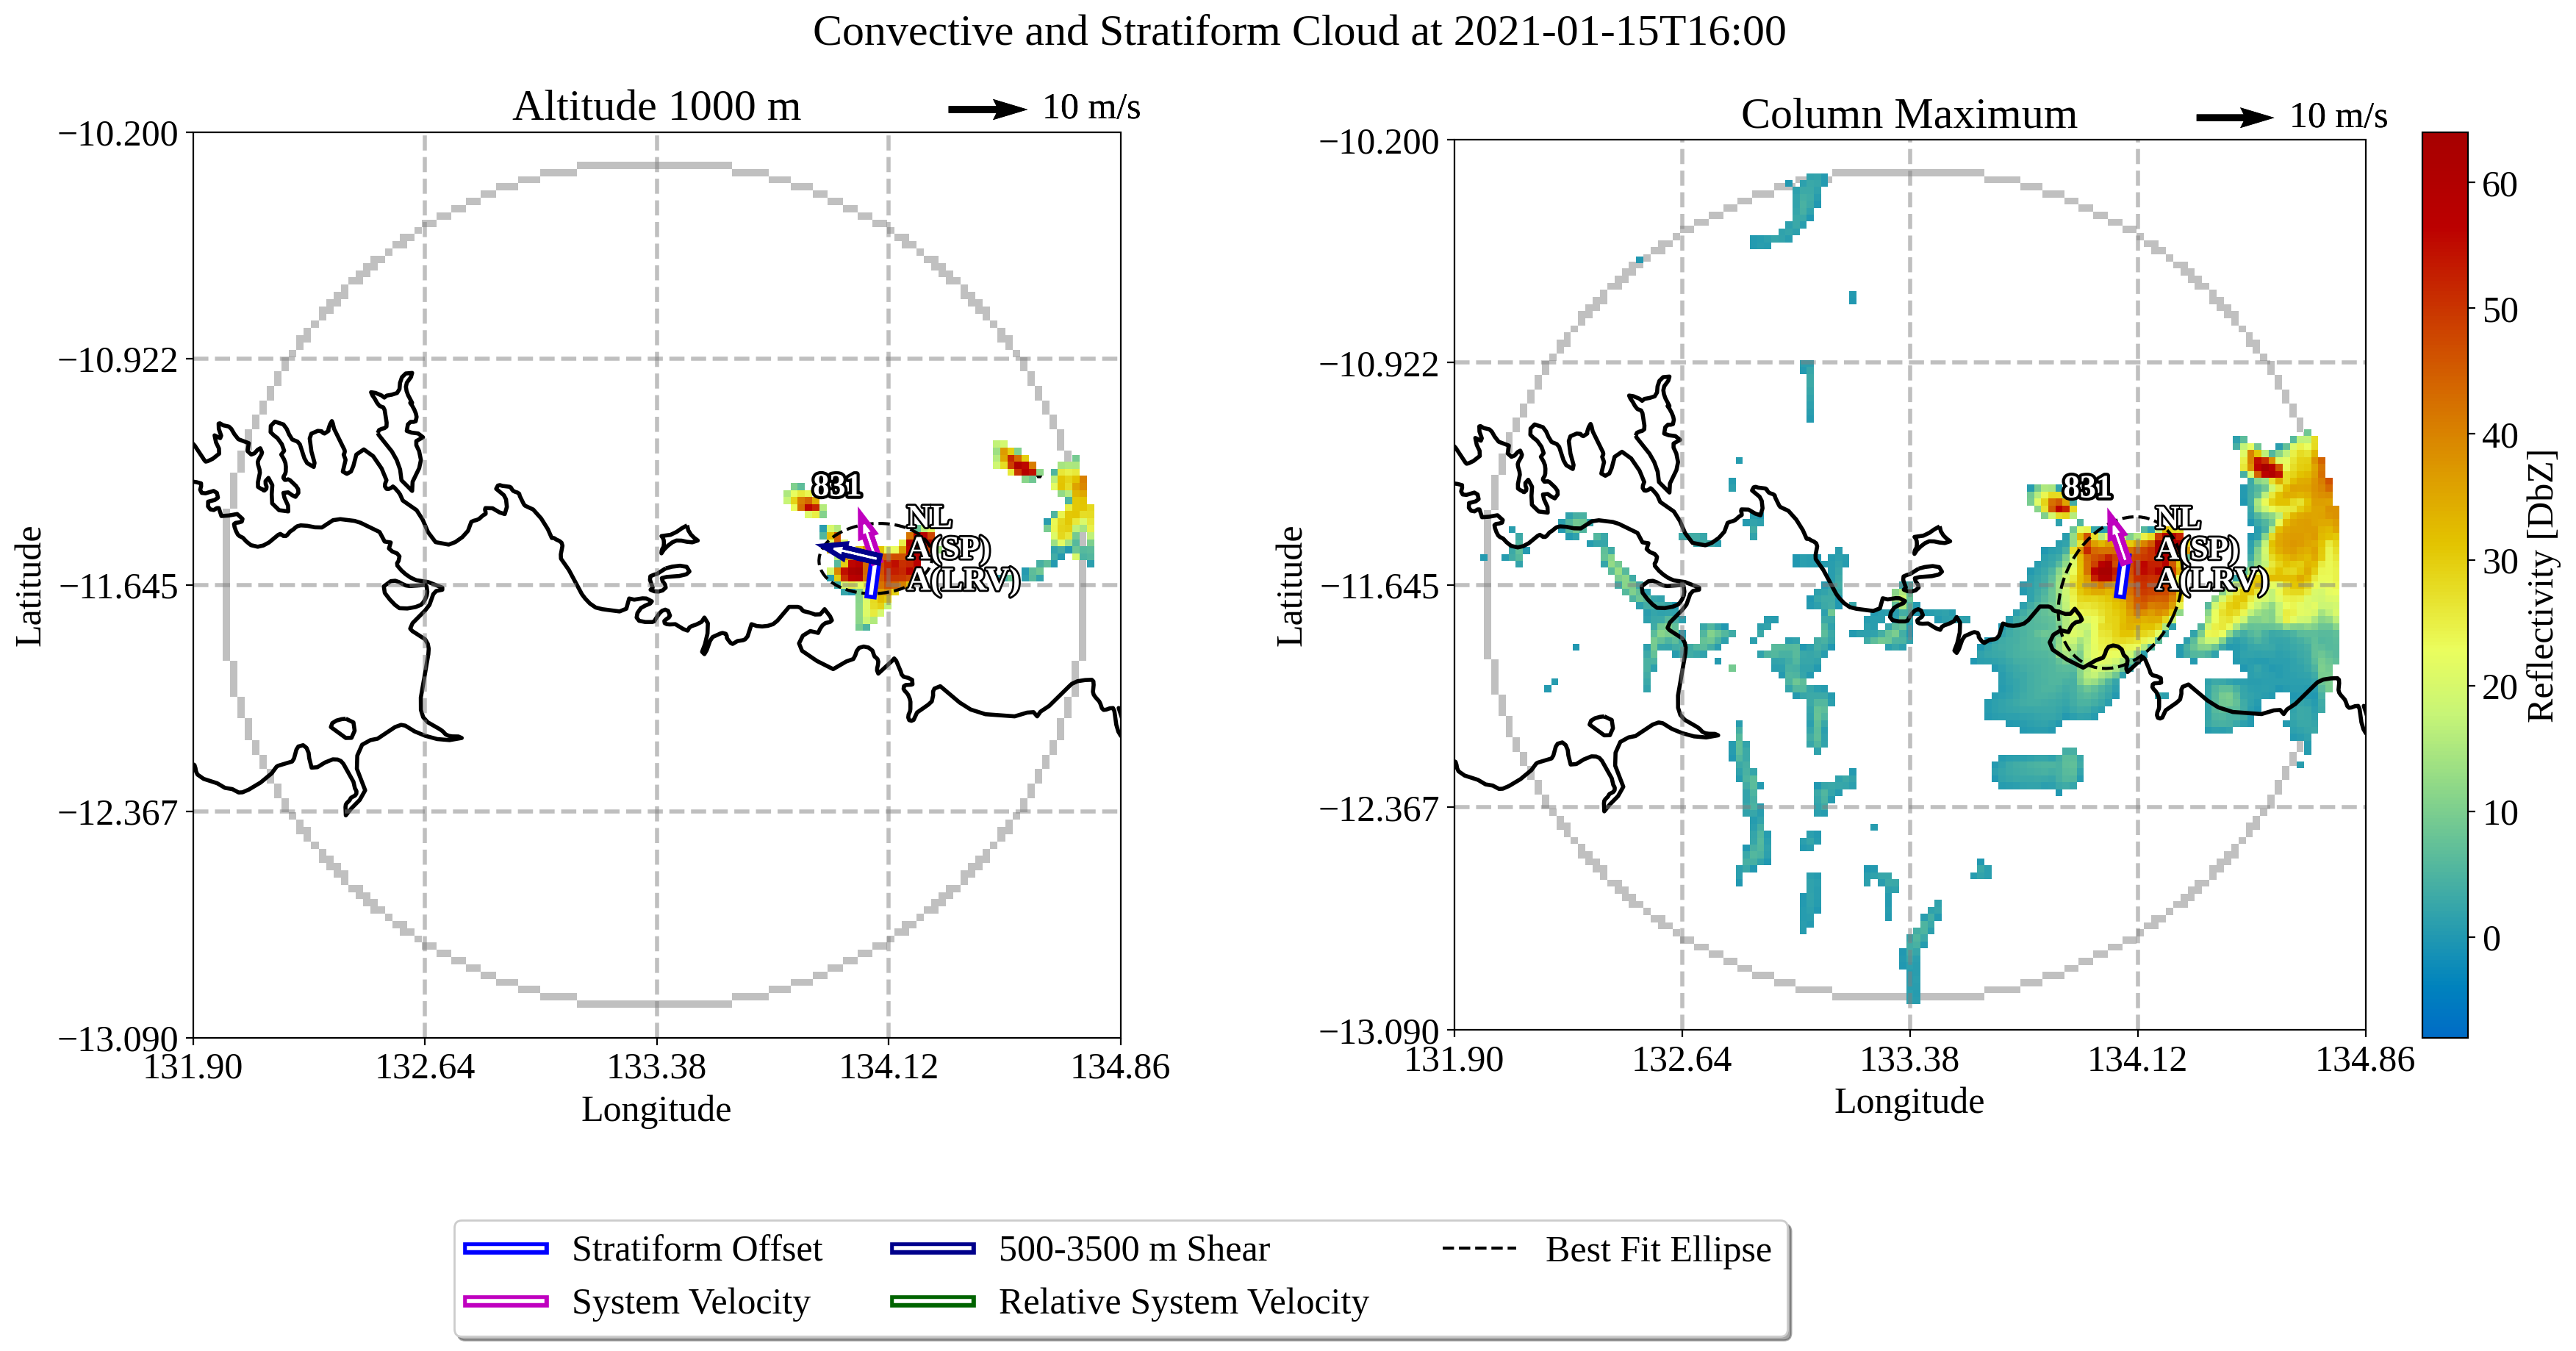 Convective and Stratiform Cloud at 2021-01-15T16:00
Altitude 1000 m
10 m/s
−10.200
−10.922
−11.645
−12.367
−13.090
131.90
132.64
133.38
134.12
134.86
Latitude
Longitude
831
NL
A(SP)
A(LRV)
Column Maximum
10 m/s
−10.200
−10.922
−11.645
−12.367
−13.090
131.90
132.64
133.38
134.12
134.86
Latitude
Longitude
831
NL
A(SP)
A(LRV)
60
50
40
30
20
10
0
Reflectivity [DbZ]
Stratiform Offset
System Velocity
500-3500 m Shear
Relative System Velocity
Best Fit Ellipse